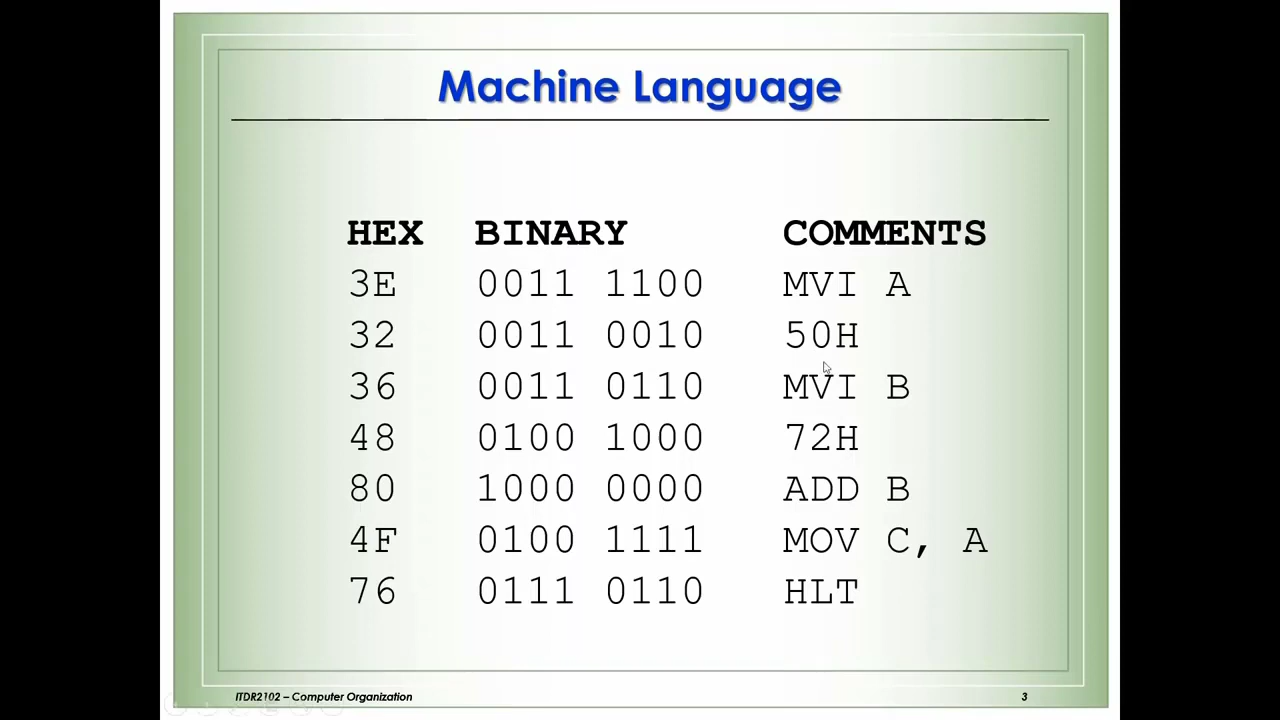 Machine Language
HEX BINARY COMMENTS
3E 0011 1100 MVI A
32 0011 0010 50H
36 0011 0110 MVI B
48 0100 1000 72H
80 1000 0000 ADD B
4F 0100 1111 MOV C, A
76 0111 0110 HLT
ITDR2102 – Computer Organization 3